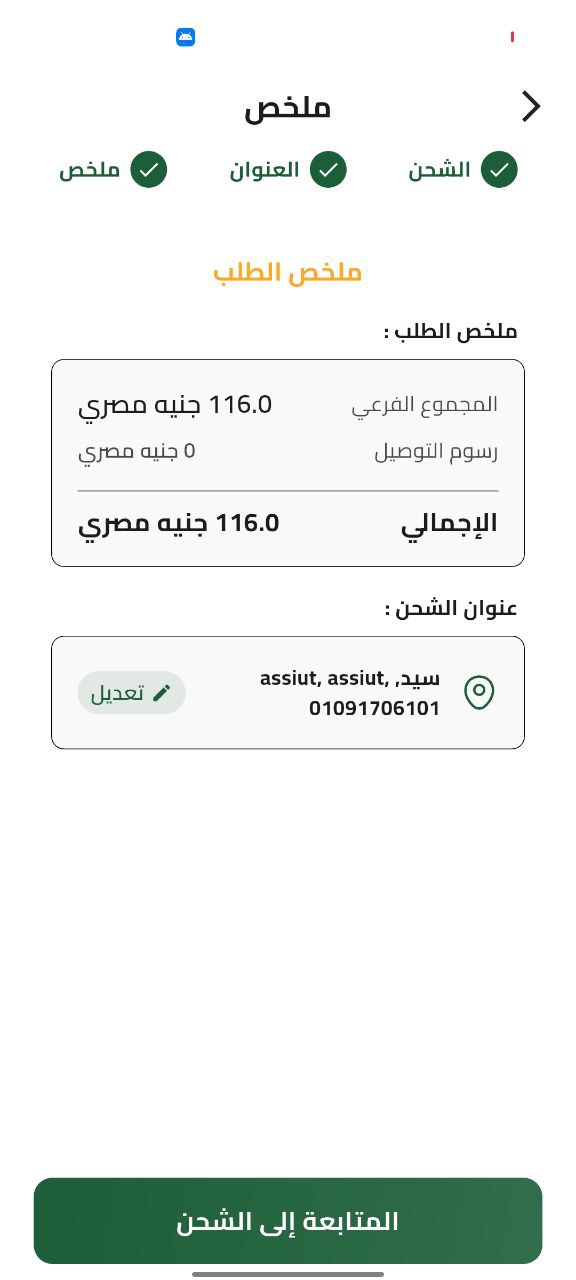 ملخص
الشحن العنوان ملخص
ملخص الطلب
ملخص الطلب :
المجموع الفرعي 116.0 جنيه مصري
رسوم التوصيل 0 جنيه مصري
الإجمالي 116.0 جنيه مصري
عنوان الشحن :
سيد, assiut, assiut,
01091706101
تعديل
المتابعة إلى الشحن